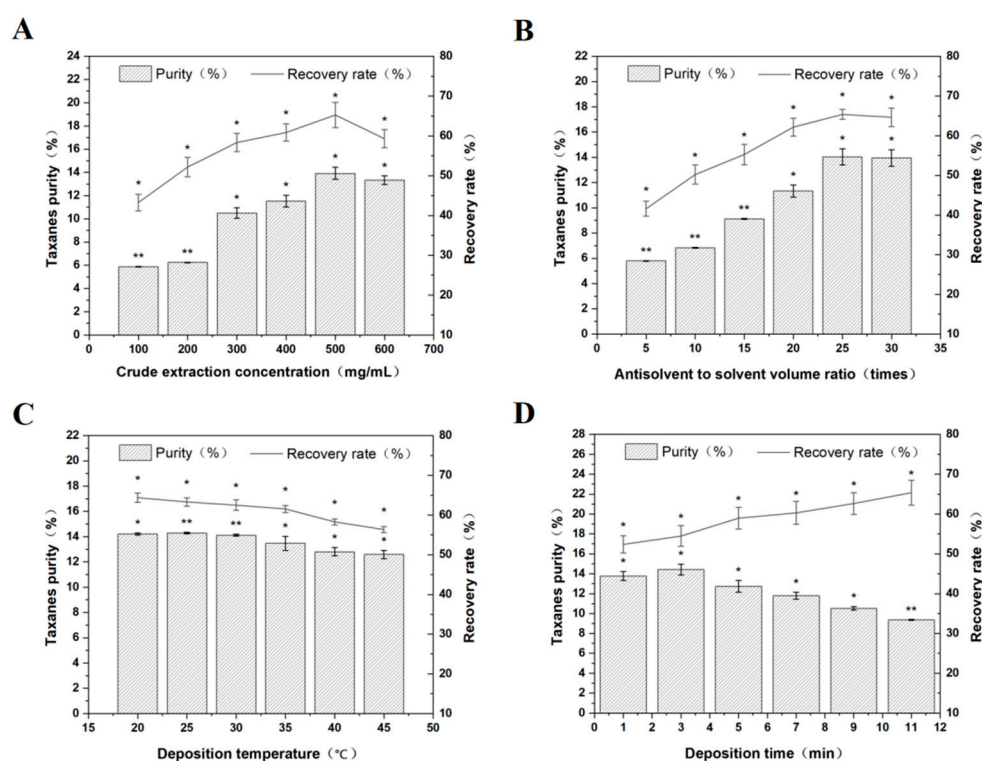 A
Purity（%）
Recovery rate（%）
24
22
20
18
16
14
12
10
8
6
4
2
0
Taxanes purity（%）
80
70
60
50
40
30
20
10
Recovery rate（%）
* * * * * *
** ** * * * *
0 100 200 300 400 500 600 700
Crude extraction concentration（mg/mL）
B
Purity（%）
Recovery rate（%）
22
20
18
16
14
12
10
8
6
4
2
0
Taxanes purity（%）
80
70
60
50
40
30
20
10
Recovery rate（%）
* * * * * *
** ** ** * * *
0 5 10 15 20 25 30 35
Antisolvent to solvent volume ratio（times）
C
Purity（%）
Recovery rate（%）
22
20
18
16
14
12
10
8
6
4
2
0
Taxanes purity（%）
80
70
60
50
40
30
20
10
Recovery rate（%）
* * * * * *
* ** ** * * *
15 20 25 30 35 40 45 50
Deposition temperature（℃）
D
Purity（%）
Recovery rate（%）
28
26
24
22
20
18
16
14
12
10
8
6
4
2
0
Taxanes purity（%）
80
70
60
50
40
30
20
10
Recovery rate（%）
* * * * * *
* * * * * **
0 1 2 3 4 5 6 7 8 9 10 11 12
Deposition time（min）